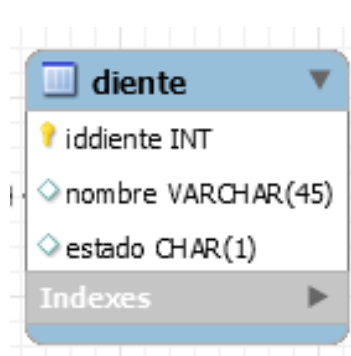 diente
iddiente INT
nombre VARCHAR(45)
estado CHAR(1)
Indexes